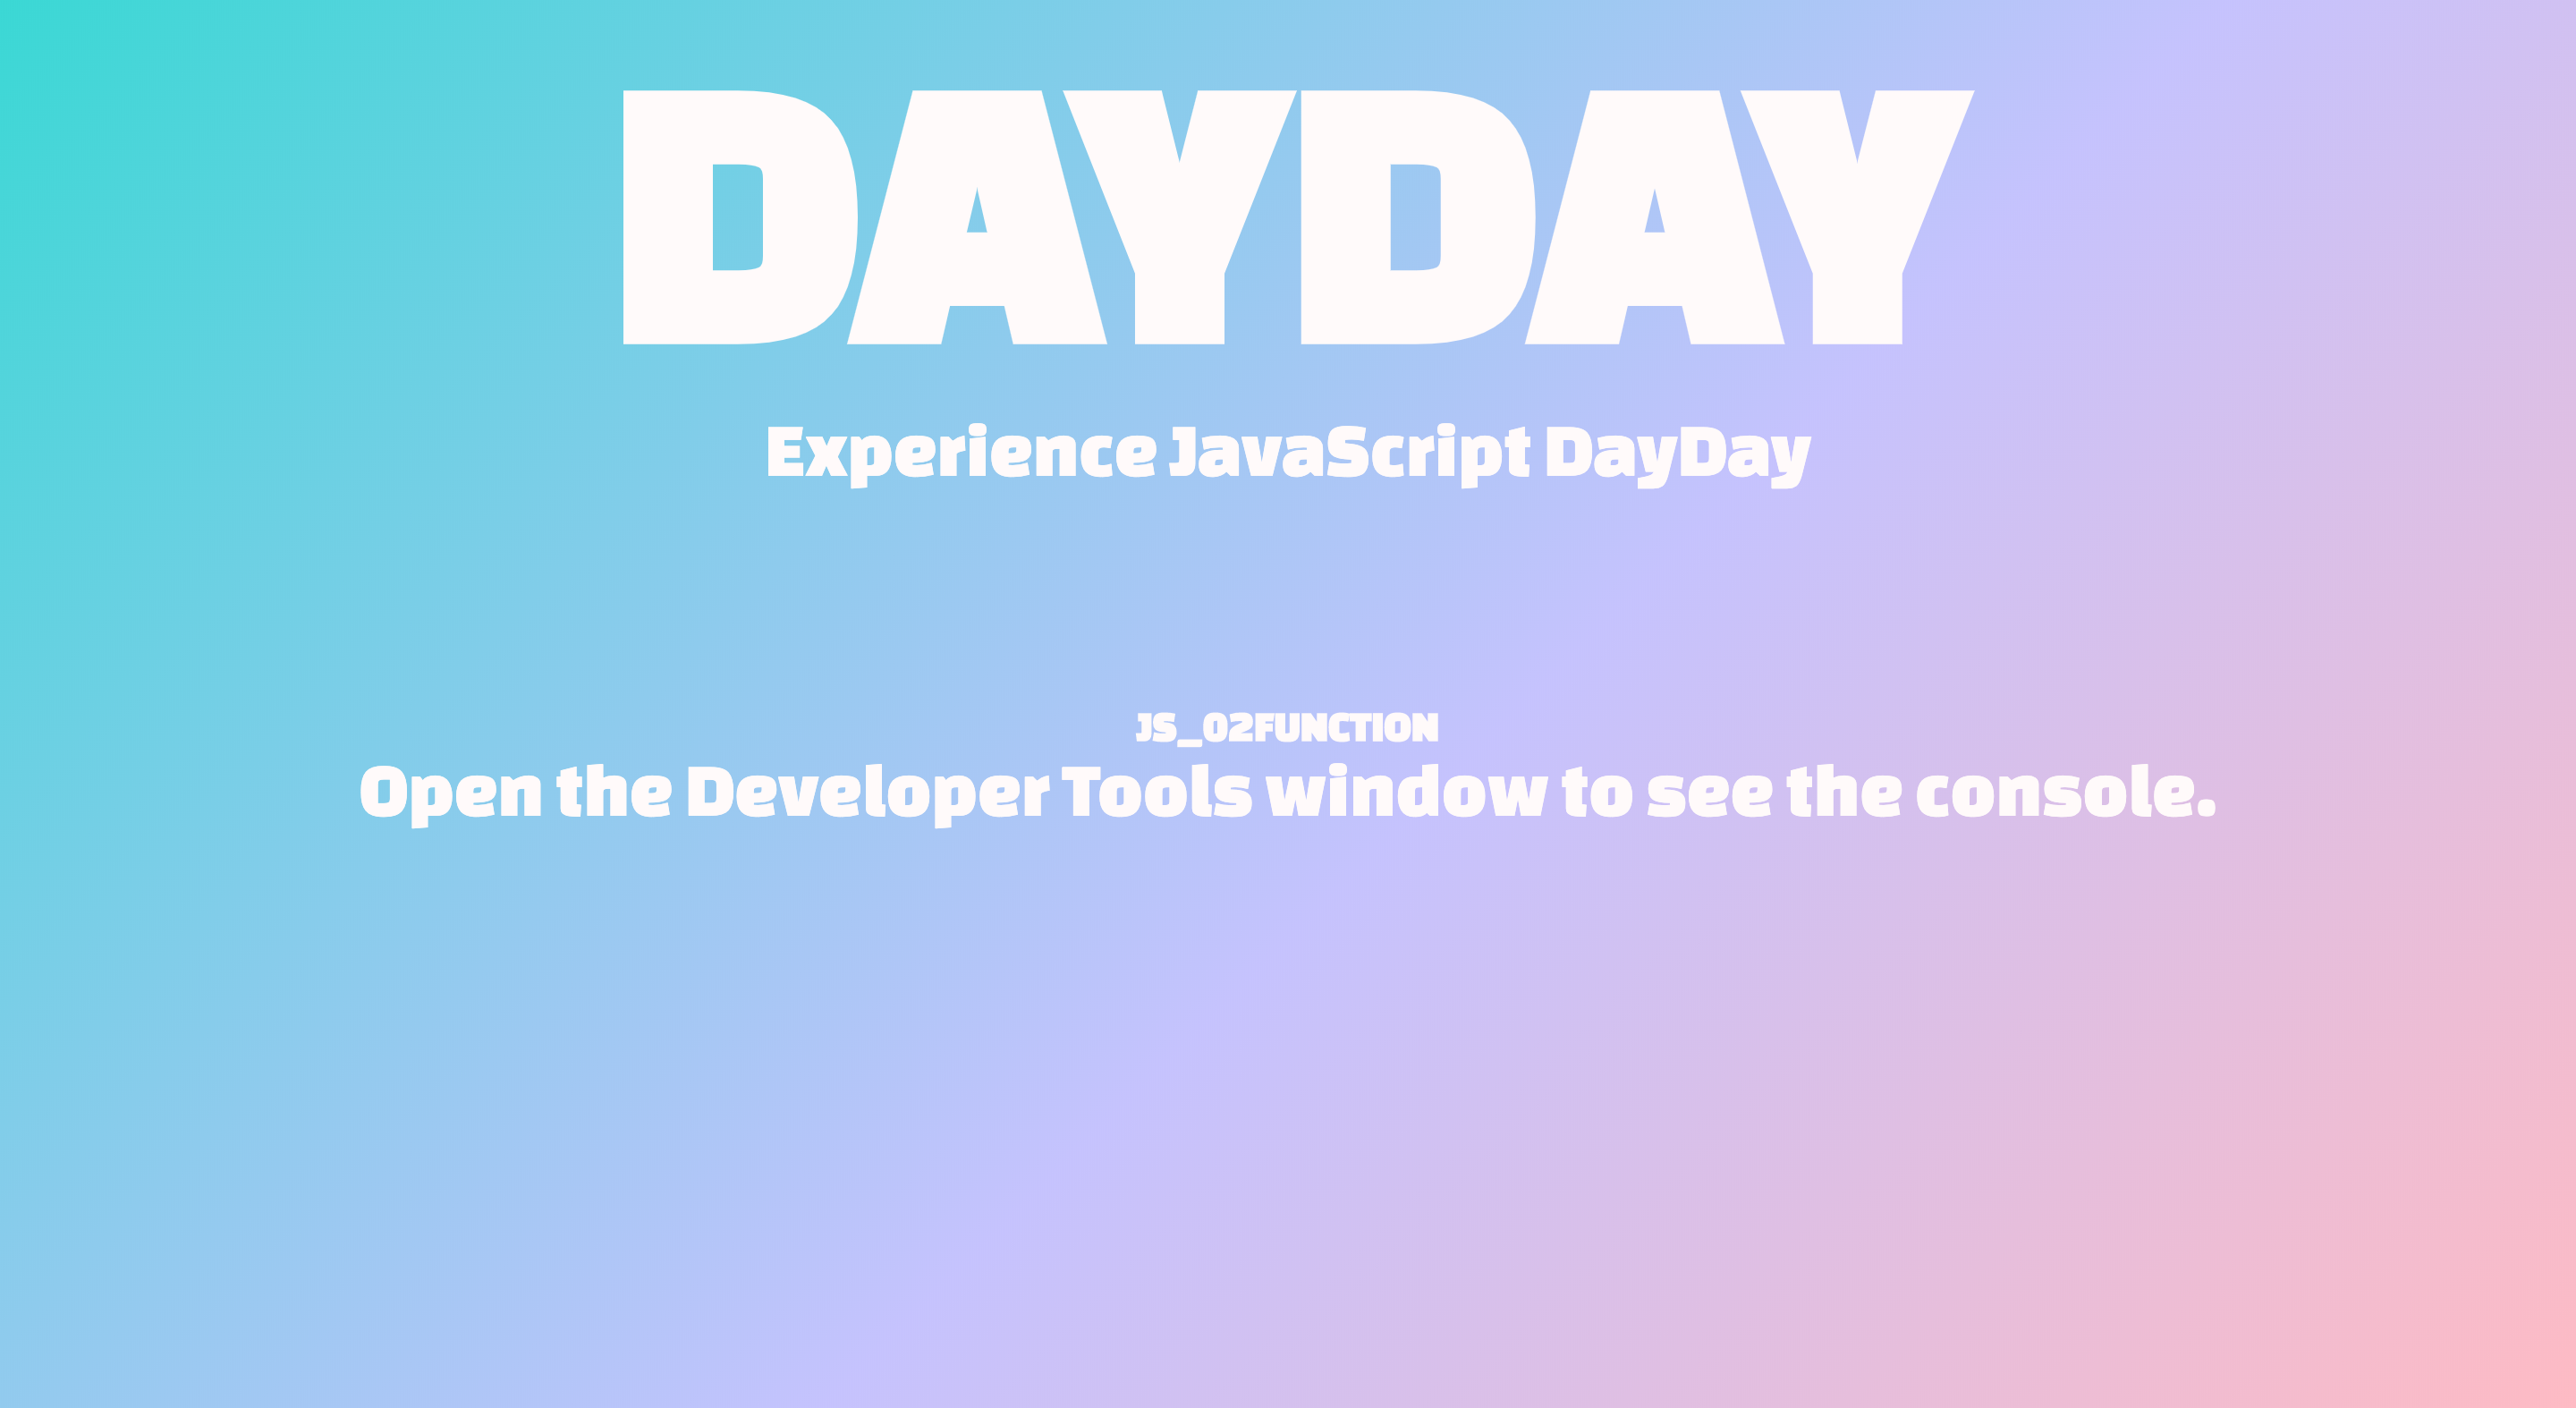 DAYDAY
Experience JavaScript DayDay
JS_02FUNCTION
Open the Developer Tools window to see the console.